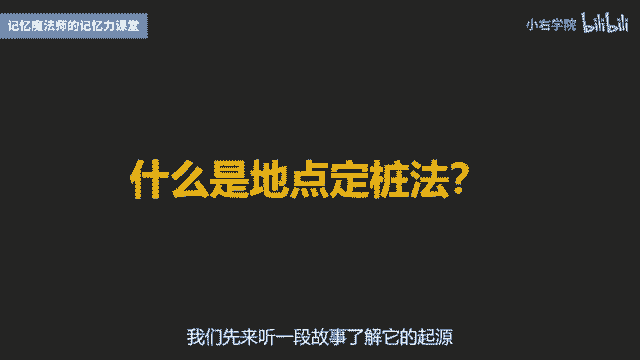 记忆魔法师的记忆力课堂
小右学院 bilibili
什么是地点定桩法？
我们先来听一段故事了解它的起源